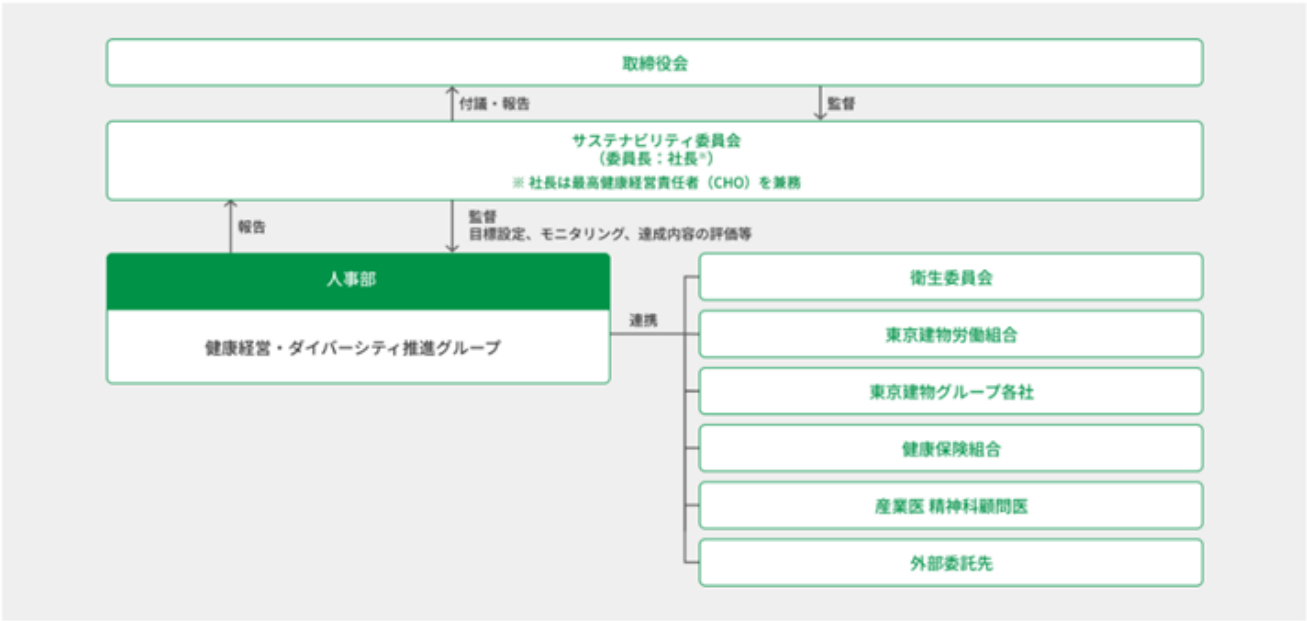 取締役会
付議・報告
監督
サステナビリティ委員会
（委員長：社長※）
※ 社長は最高健康経営責任者（CHO）を兼務
報告
監督
目標設定、モニタリング、達成内容の評価等
人事部
健康経営・ダイバーシティ推進グループ
連携
衛生委員会
東京建物労働組合
東京建物グループ各社
健康保険組合
産業医 精神科顧問医
外部委託先